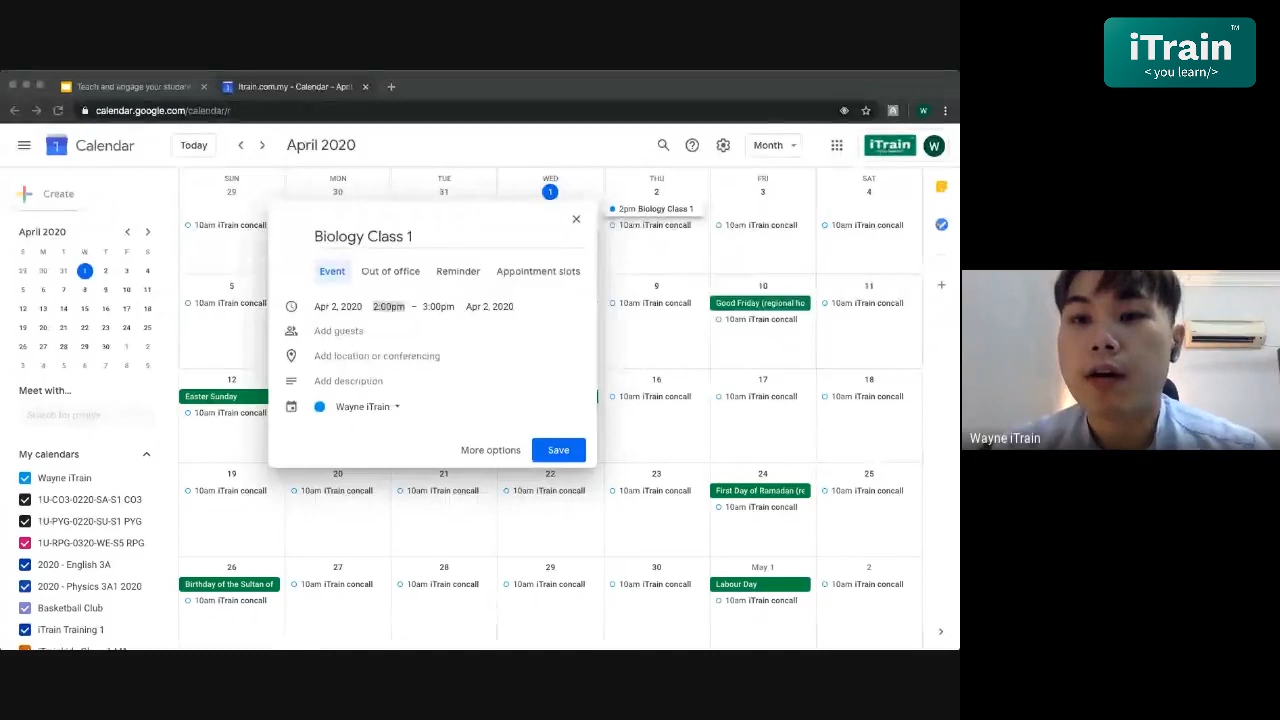 iTrain™
< you learn/>
Teach and engage your student
itrain.com.my - Calendar - Apri
calendar.google.com/calendar/r
W
Calendar
Today
April 2020
Month
iTrain
W
SUN MON TUE WED THU FRI SAT
29 30 31 1 2 3 4
Create
2pm Biology Class 1
10am iTrain concall
10am iTrain concall
10am iTrain concall
10am iTrain concall
April 2020
S M T W T F S
29 30 31 1 2 3 4
5 6 7 8 9 10 11
12 13 14 15 16 17 18
19 20 21 22 23 24 25
26 27 28 29 30 1 2
3 4 5 6 7 8 9
Meet with...
Search for people
My calendars
Wayne iTrain
1U-CO3-0220-SA-S1 CO3
1U-PYG-0220-SU-S1 PYG
1U-RPG-0320-WE-S5 RPG
2020 - English 3A
2020 - Physics 3A1 2020
Basketball Club
iTrain Training 1
Biology Class 1
Event Out of office Reminder Appointment slots
Apr 2, 2020 2:00pm – 3:00pm Apr 2, 2020
Add guests
Add location or conferencing
Add description
Wayne iTrain
More options Save
5 9 10 11
10am iTrain concall
10am iTrain concall
Good Friday (regional ho
10am iTrain concall
10am iTrain concall
12 16 17 18
Easter Sunday
10am iTrain concall
10am iTrain concall
10am iTrain concall
10am iTrain concall
19 20 21 22 23 24 25
10am iTrain concall
10am iTrain concall
10am iTrain concall
10am iTrain concall
10am iTrain concall
First Day of Ramadan (re
10am iTrain concall
10am iTrain concall
26 27 28 29 30 May 1 2
Birthday of the Sultan of
10am iTrain concall
10am iTrain concall
10am iTrain concall
10am iTrain concall
10am iTrain concall
Labour Day
10am iTrain concall
10am iTrain concall
Wayne iTrain